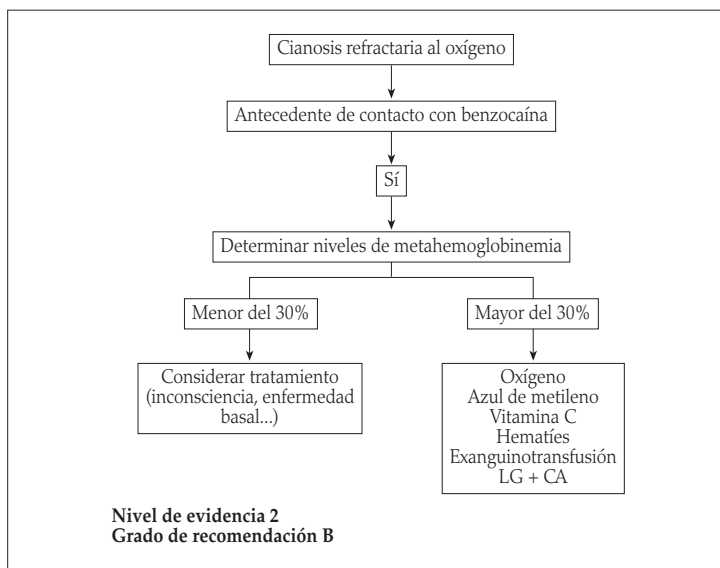 Cianosis refractaria al oxígeno
Antecedente de contacto con benzocaína
Sí
Determinar niveles de metahemoglobinemia
Menor del 30%
Mayor del 30%
Considerar tratamiento
(inconsciencia, enfermedad
basal...)
Oxígeno
Azul de metileno
Vitamina C
Hematíes
Exanguinotransfusión
LG + CA
Nivel de evidencia 2
Grado de recomendación B